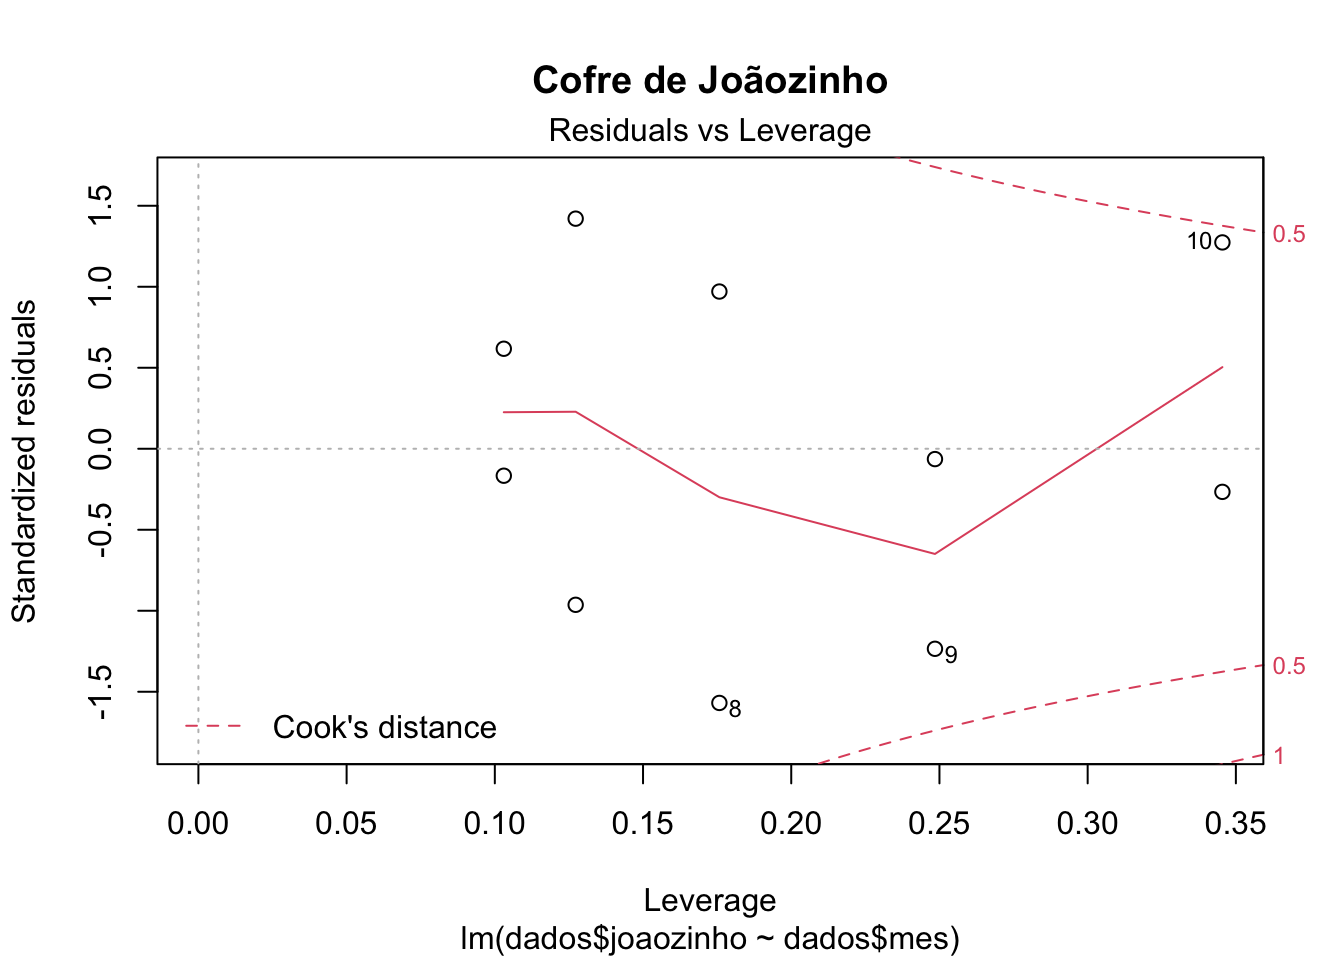 Cofre de Joãozinho
Residuals vs Leverage
Standardized residuals
1.5
1.0
0.5
0.0
-0.5
-1.5
10
9
8
0.5
0.5
1
Cook's distance
0.00 0.05 0.10 0.15 0.20 0.25 0.30 0.35
Leverage
lm(dados$joaozinho ~ dados$mes)